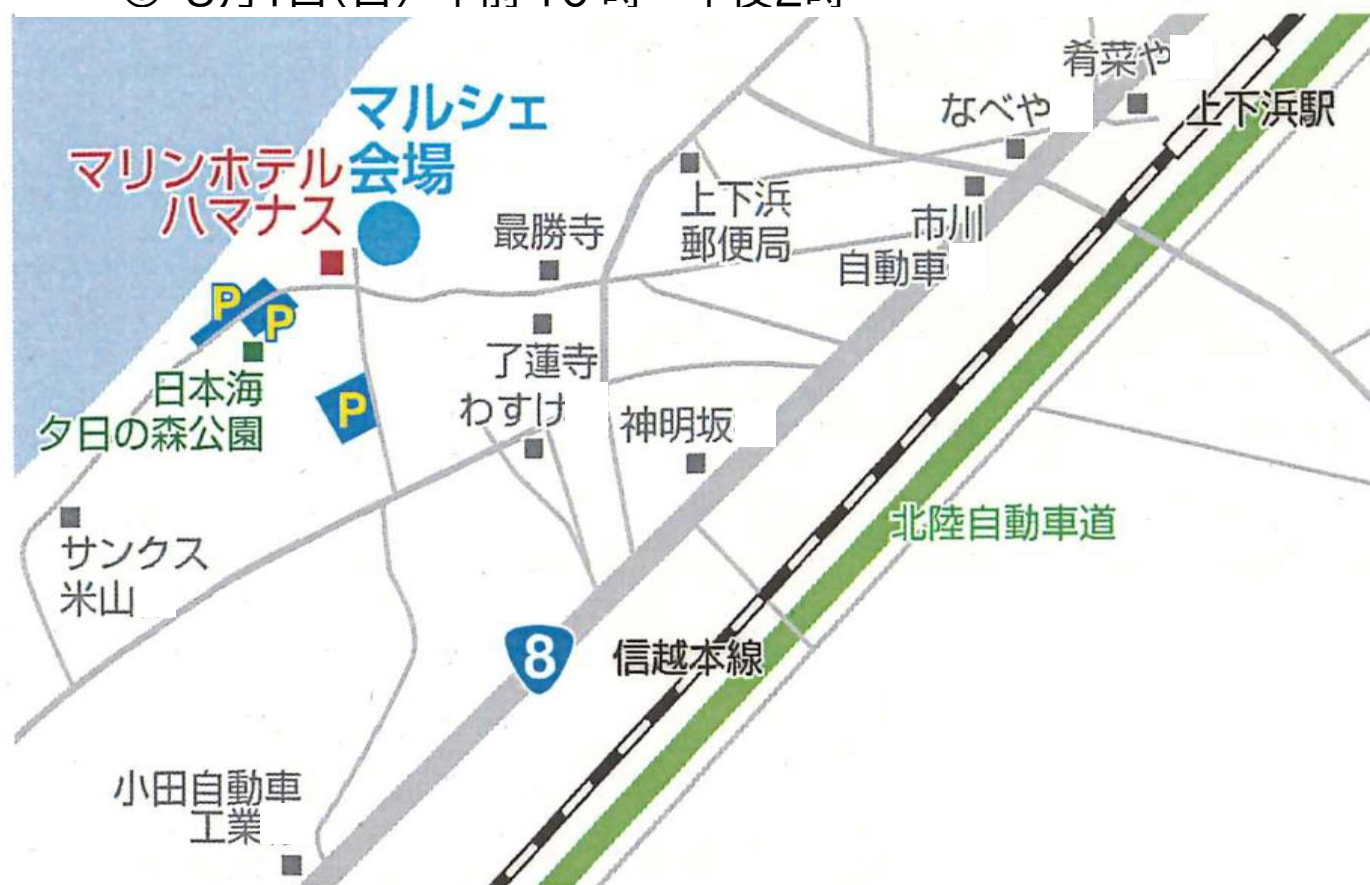 肴菜や
上下浜駅
なべや
マルシェ
会場
マリンホテル
ハマナス
上下浜
郵便局
市川
自動車
最勝寺
P
P
了蓮寺
日本海
夕日の森公園
P
わすけ
神明坂
サンクス
米山
北陸自動車道
8
信越本線
小田自動車
工業